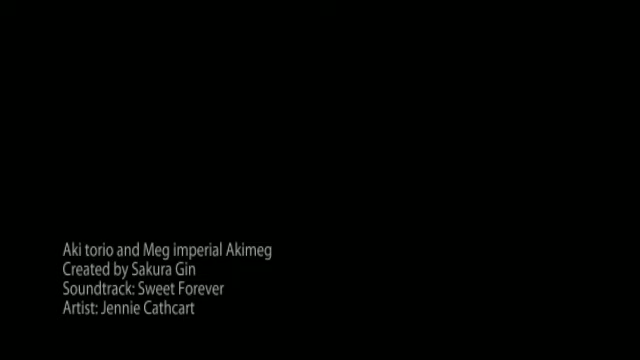 Aki torio and Meg imperial Akimeg
Created by Sakura Gin
Soundtrack: Sweet Forever
Artist: Jennie Cathcart